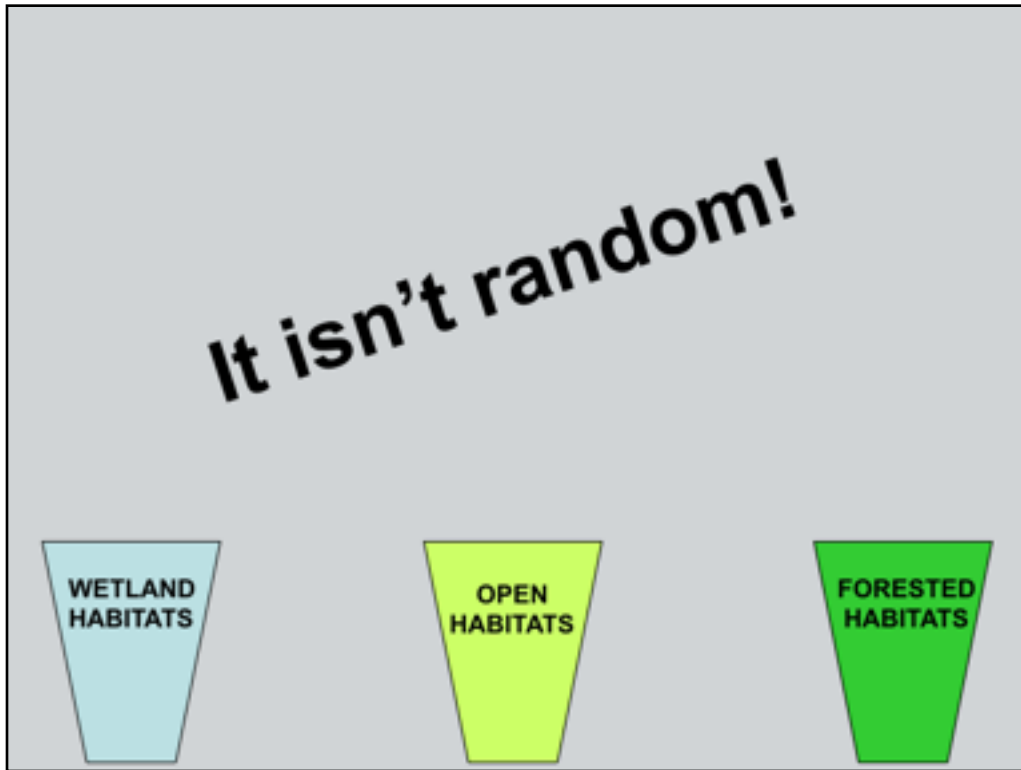 It isn’t random!
WETLAND
HABITATS
OPEN
HABITATS
FORESTED
HABITATS